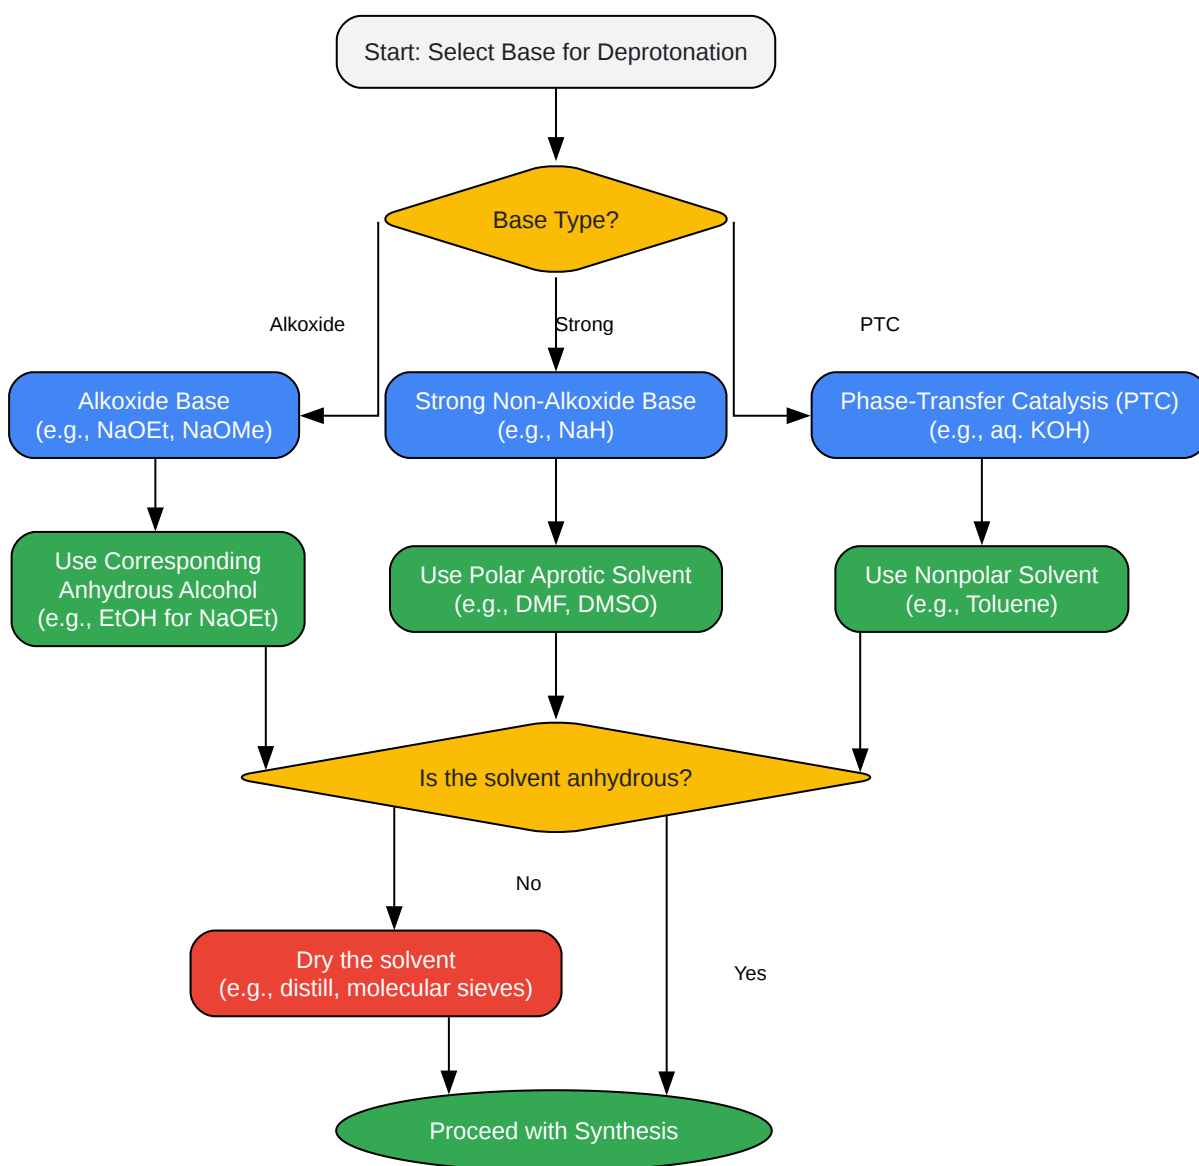 Start: Select Base for Deprotonation
Base Type?
Alkoxide
Strong
PTC
Alkoxide Base
(e.g., NaOEt, NaOMe)
Strong Non-Alkoxide Base
(e.g., NaH)
Phase-Transfer Catalysis (PTC)
(e.g., aq. KOH)
Use Corresponding
Anhydrous Alcohol
(e.g., EtOH for NaOEt)
Use Polar Aprotic Solvent
(e.g., DMF, DMSO)
Use Nonpolar Solvent
(e.g., Toluene)
Is the solvent anhydrous?
No
Dry the solvent
(e.g., distill, molecular sieves)
Yes
Proceed with Synthesis